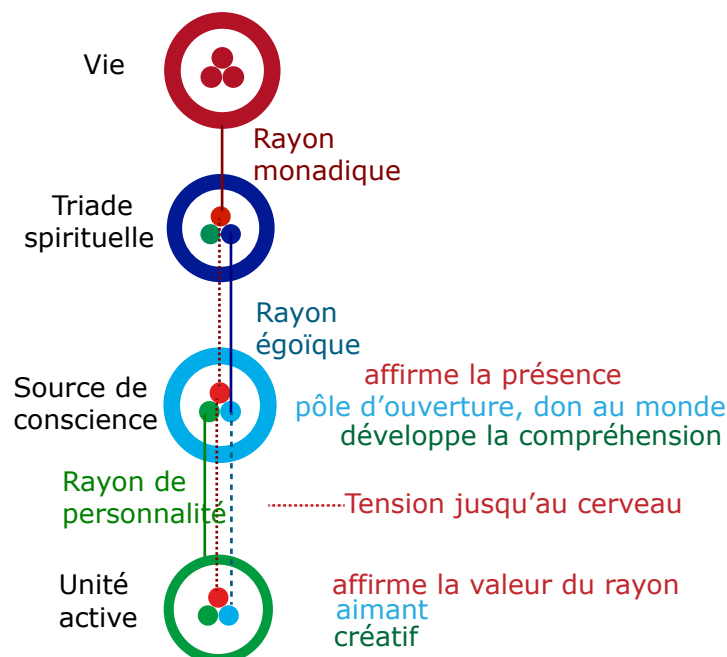 Vie
Rayon
monadique
Triade
spirituelle
Rayon
égoïque
Source de
conscience
affirme la présence
pôle d’ouverture, don au monde
développe la compréhension
Rayon de
personnalité
Tension jusqu’au cerveau
Unité
active
affirme la valeur du rayon
aimant
créatif